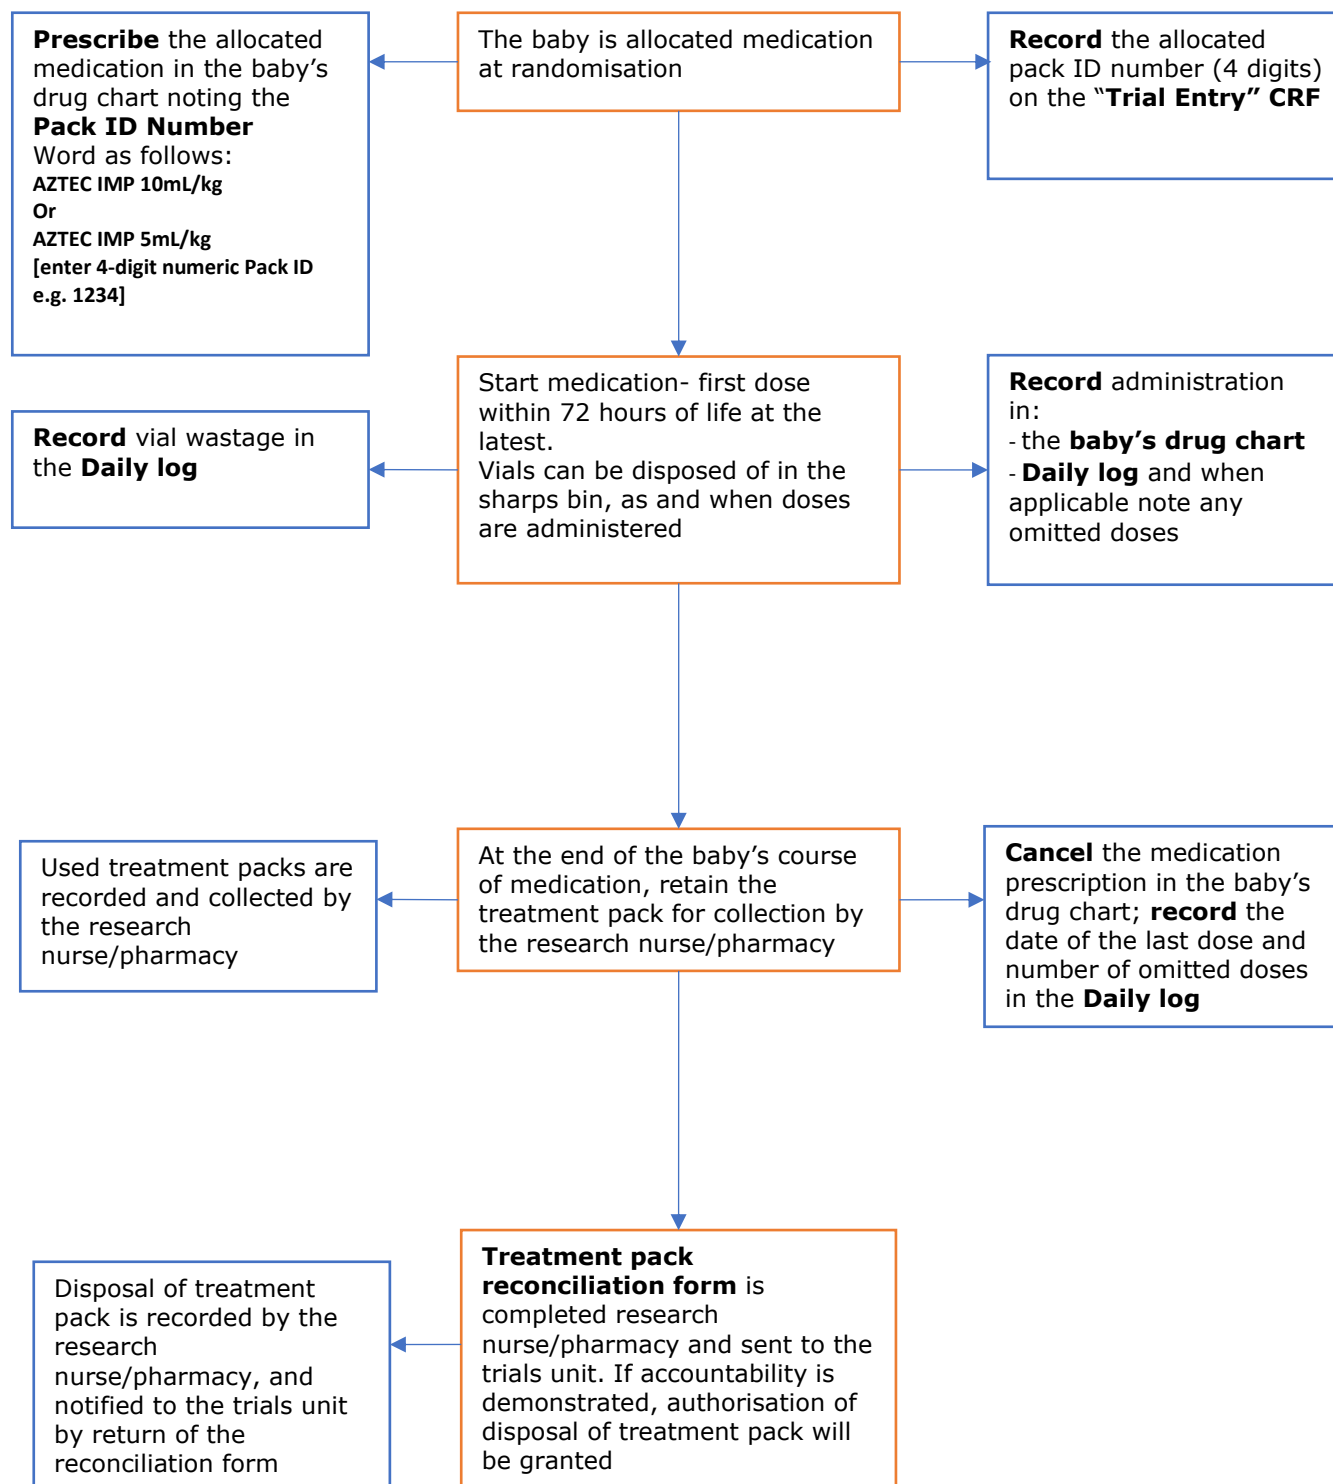 Prescribe the allocated
medication in the baby’s
drug chart noting the
Pack ID Number
Word as follows:
AZTEC IMP 10mL/kg
Or
AZTEC IMP 5mL/kg
[enter 4-digit numeric Pack ID
e.g. 1234]
The baby is allocated medication
at randomisation
Record the allocated
pack ID number (4 digits)
on the “Trial Entry” CRF
Record vial wastage in
the Daily log
Start medication- first dose
within 72 hours of life at the
latest.
Vials can be disposed of in the
sharps bin, as and when doses
are administered
Record administration
in:
- the baby’s drug chart
- Daily log and when
applicable note any
omitted doses
Used treatment packs are
recorded and collected by
the research
nurse/pharmacy
At the end of the baby’s course
of medication, retain the
treatment pack for collection by
the research nurse/pharmacy
Cancel the medication
prescription in the baby’s
drug chart; record the
date of the last dose and
number of omitted doses
in the Daily log
Disposal of treatment
pack is recorded by the
research
nurse/pharmacy, and
notified to the trials unit
by return of the
reconciliation form
Treatment pack
reconciliation form is
completed research
nurse/pharmacy and sent to the
trials unit. If accountability is
demonstrated, authorisation of
disposal of treatment pack will
be granted